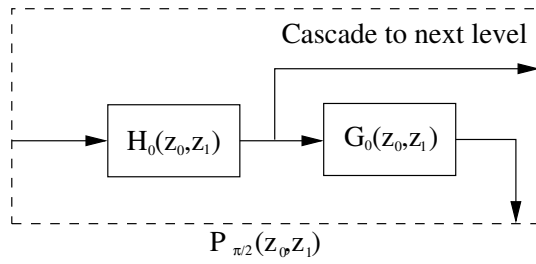 Cascade to next level
H₀(z₀,z₁)
G₀(z₀,z₁)
P π/2(z₀,z₁)